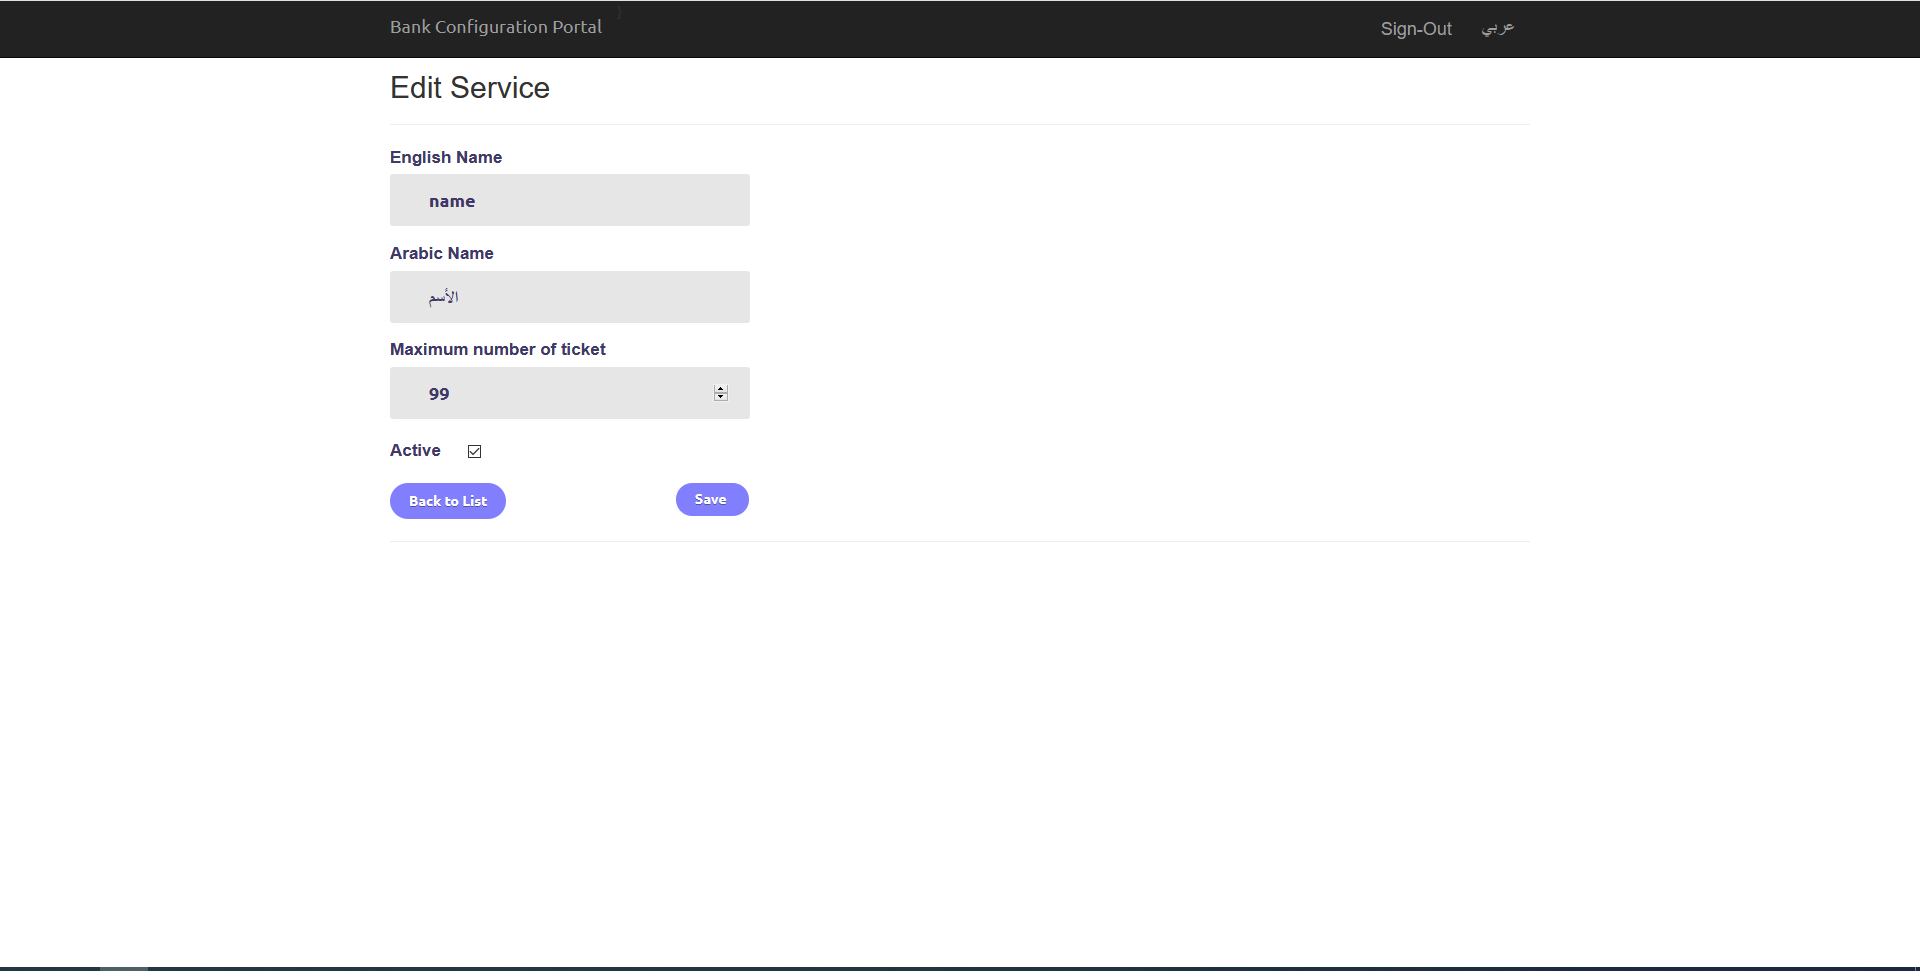 Bank Configuration Portal
Sign-Out
عربي
Edit Service
English Name
name
Arabic Name
الأسم
Maximum number of ticket
99
Active
Back to List
Save